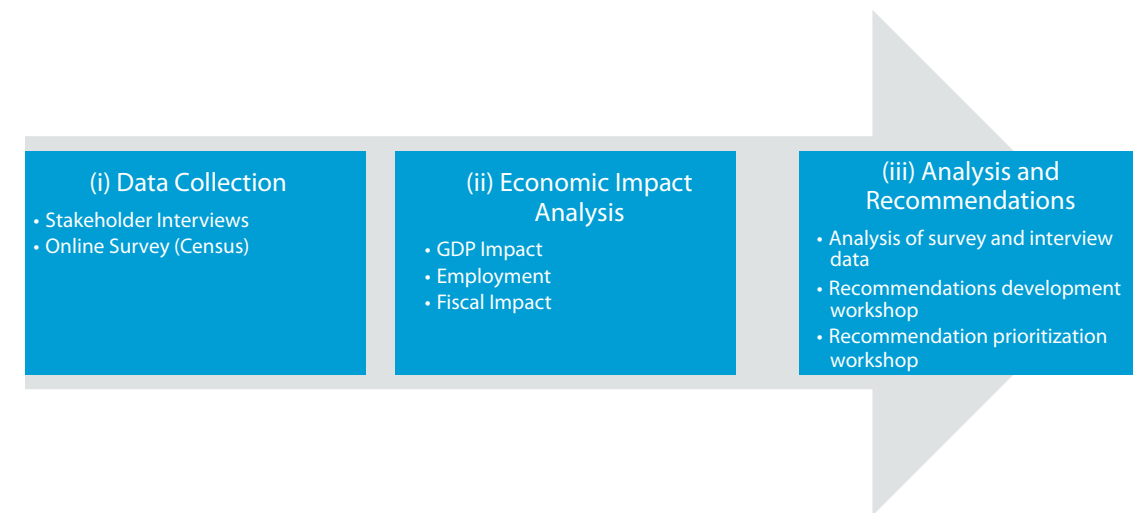 (i) Data Collection
• Stakeholder Interviews
• Online Survey (Census)
(ii) Economic Impact
Analysis
• GDP Impact
• Employment
• Fiscal Impact
(iii) Analysis and
Recommendations
• Analysis of survey and interview
data
• Recommendations development
workshop
• Recommendation prioritization
workshop